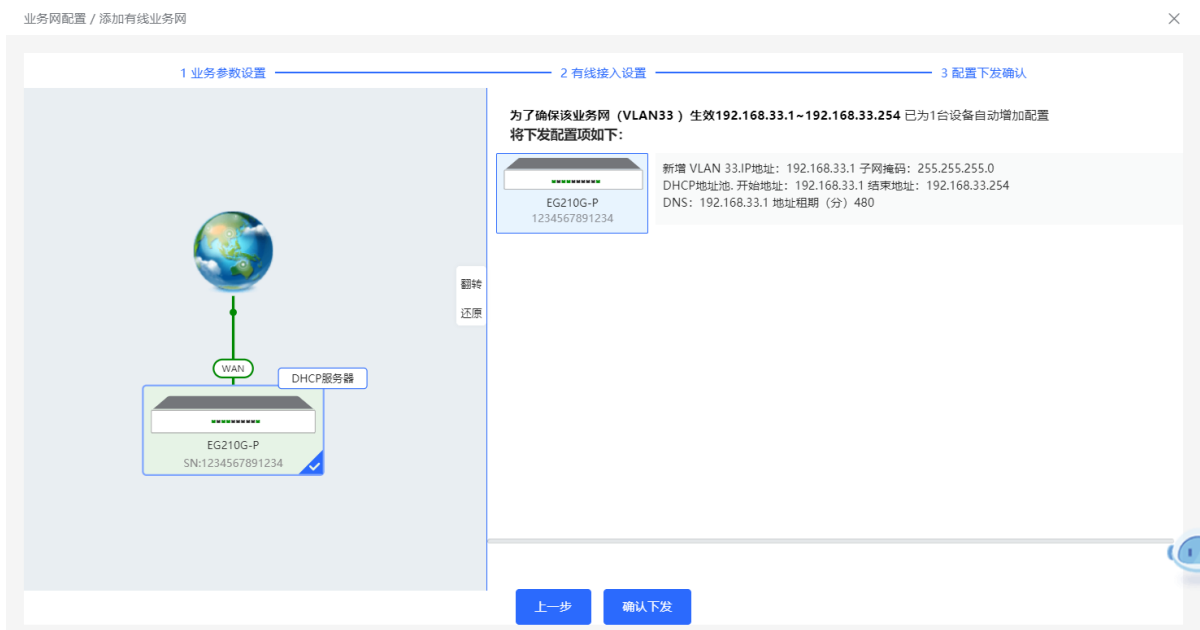 业务网配置 / 添加有线业务网
1 业务参数设置
2 有线接入设置
3 配置下发确认
翻转
还原
WAN
DHCP服务器
EG210G-P
SN:1234567891234
为了确保该业务网（VLAN33 ）生效192.168.33.1~192.168.33.254 已为1台设备自动增加配置
将下发配置项如下：
EG210G-P
1234567891234
新增 VLAN 33.IP地址：192.168.33.1 子网掩码：255.255.255.0
DHCP地址池. 开始地址：192.168.33.1 结束地址：192.168.33.254
DNS：192.168.33.1 地址租期（分）480
上一步
确认下发